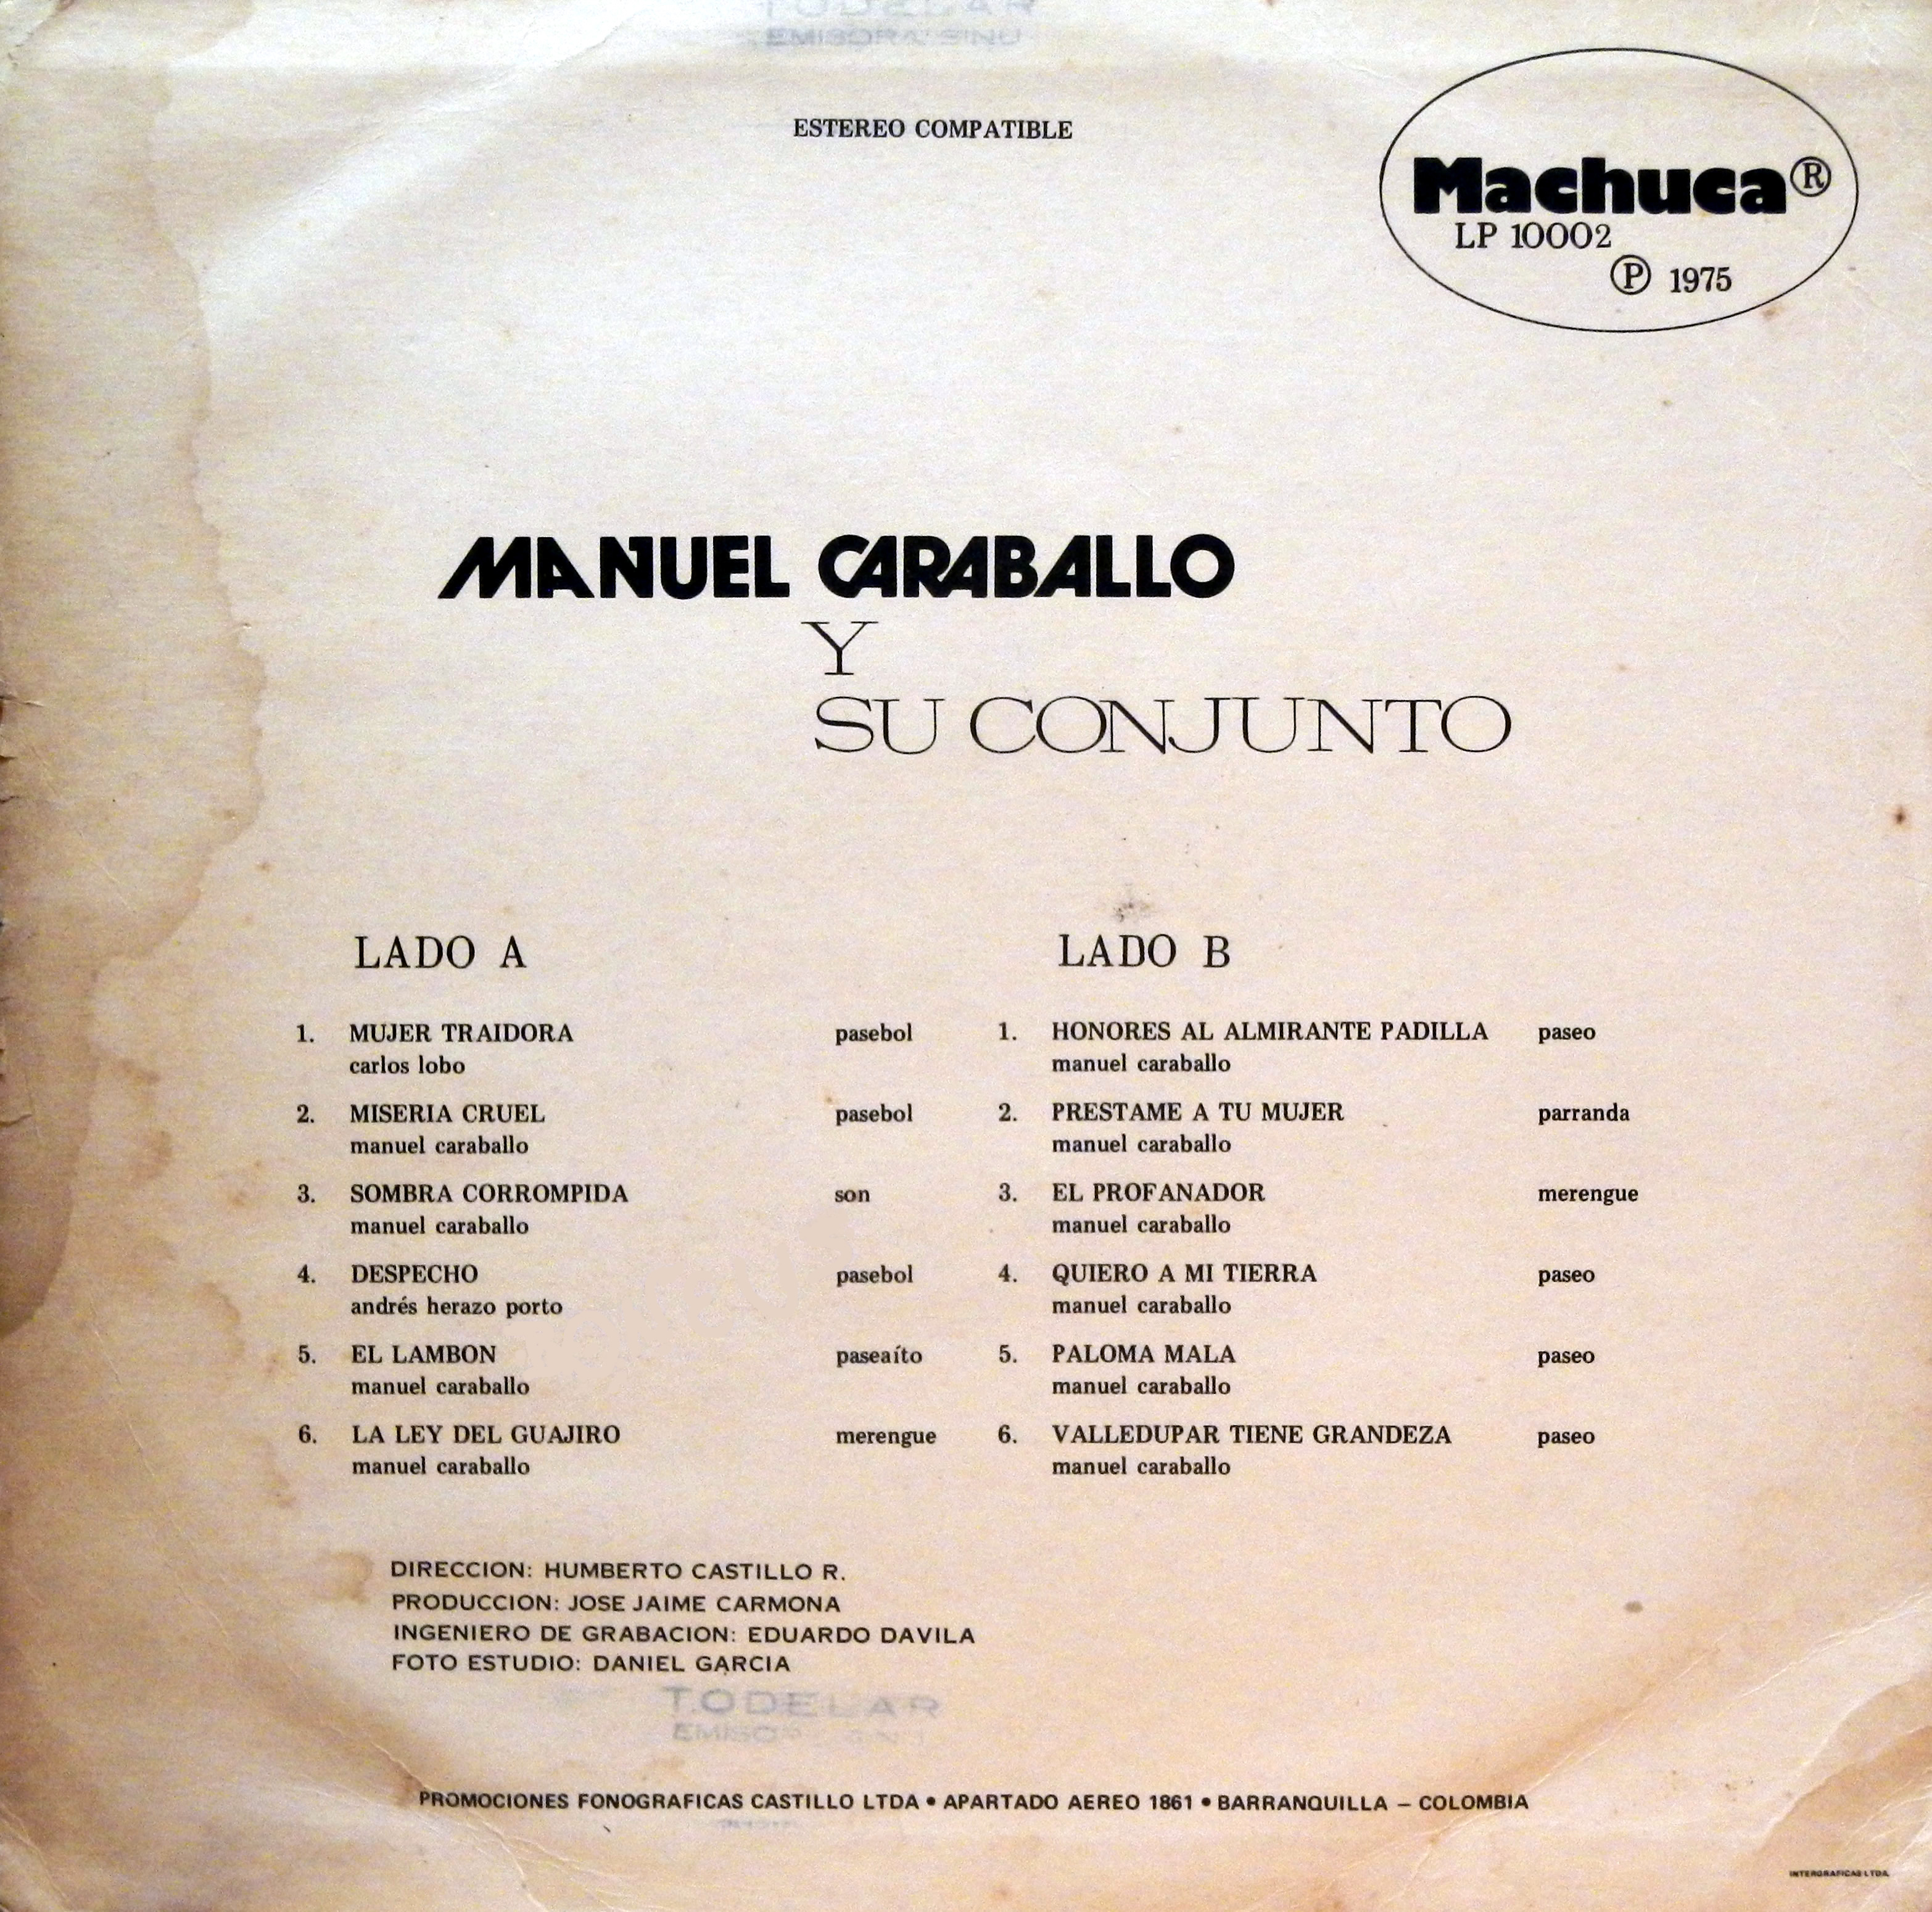 TODELAR
EMISORA SINU
ESTEREO COMPATIBLE
Machuca®
LP 10002
Ⓟ 1975
MANUEL CARABALLO
Y
SU CONJUNTO
LADO A
1. MUJER TRAIDORA pasebol
carlos lobo
2. MISERIA CRUEL pasebol
manuel caraballo
3. SOMBRA CORROMPIDA son
manuel caraballo
4. DESPECHO pasebol
andrés herazo porto
5. EL LAMBON paseaíto
manuel caraballo
6. LA LEY DEL GUAJIRO merengue
manuel caraballo
LADO B
1. HONORES AL ALMIRANTE PADILLA paseo
manuel caraballo
2. PRESTAME A TU MUJER parranda
manuel caraballo
3. EL PROFANADOR merengue
manuel caraballo
4. QUIERO A MI TIERRA paseo
manuel caraballo
5. PALOMA MALA paseo
manuel caraballo
6. VALLEDUPAR TIENE GRANDEZA paseo
manuel caraballo
DIRECCION: HUMBERTO CASTILLO R.
PRODUCCION: JOSE JAIME CARMONA
INGENIERO DE GRABACION: EDUARDO DAVILA
FOTO ESTUDIO: DANIEL GARCIA
TODELAR
PROMOCIONES FONOGRAFICAS CASTILLO LTDA • APARTADO AEREO 1861 • BARRANQUILLA – COLOMBIA
INTERGRAFICAS LTDA.